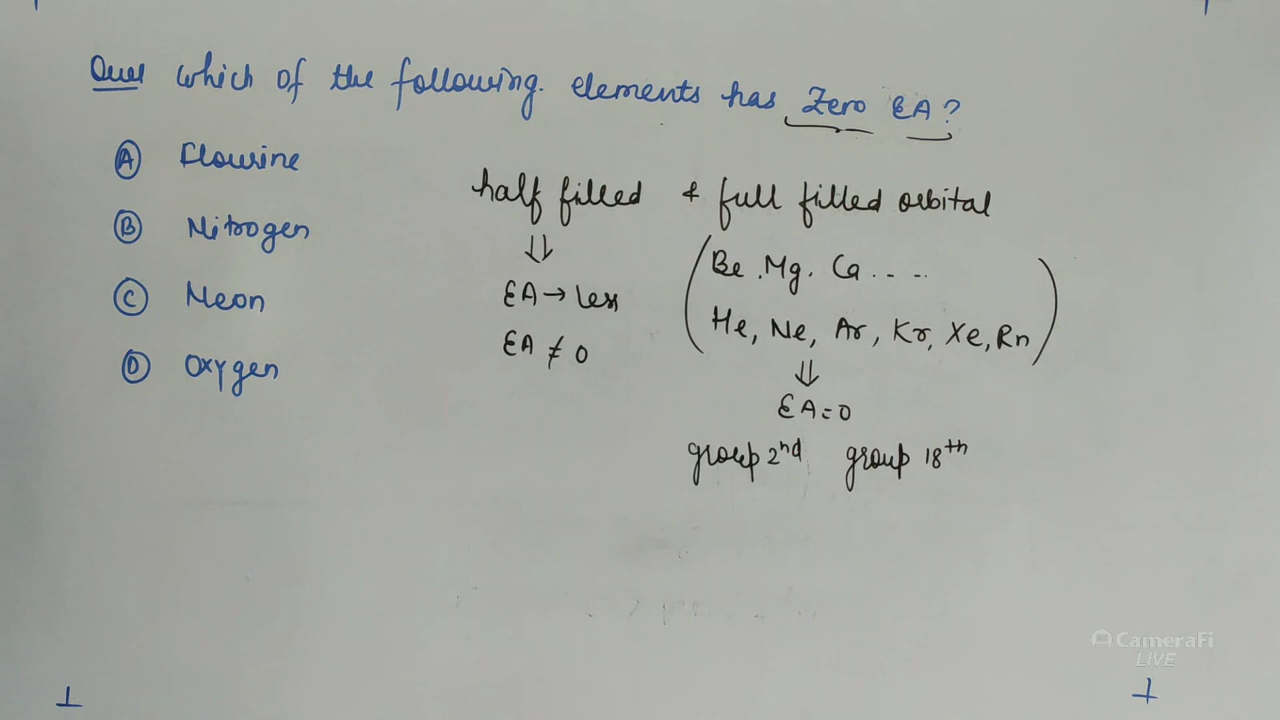 Ques which of the following. elements has Zero EA?
A Flourine
B Nitrogen
C Neon
D Oxygen
half filled & full filled orbital
⇓
EA → less
EA ≠ 0
(Be . Mg. Ca . . - -
He, Ne, Ar, Kr, Xe, Rn)
⇓
EA = 0
group 2nd group 18th
CameraFi
LIVE